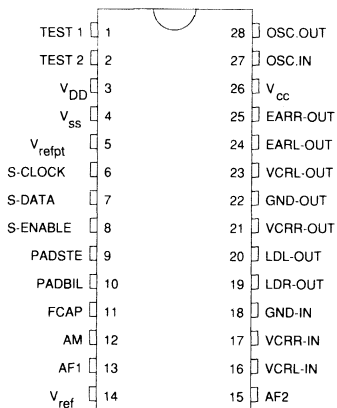 TEST 1 1 28 OSC.OUT
TEST 2 2 27 OSC.IN
VDD 3 26 Vcc
Vss 4 25 EARR-OUT
Vrefpt 5 24 EARL-OUT
S-CLOCK 6 23 VCRL-OUT
S-DATA 7 22 GND-OUT
S-ENABLE 8 21 VCRR-OUT
PADSTE 9 20 LDL-OUT
PADBIL 10 19 LDR-OUT
FCAP 11 18 GND-IN
AM 12 17 VCRR-IN
AF1 13 16 VCRL-IN
Vref 14 15 AF2